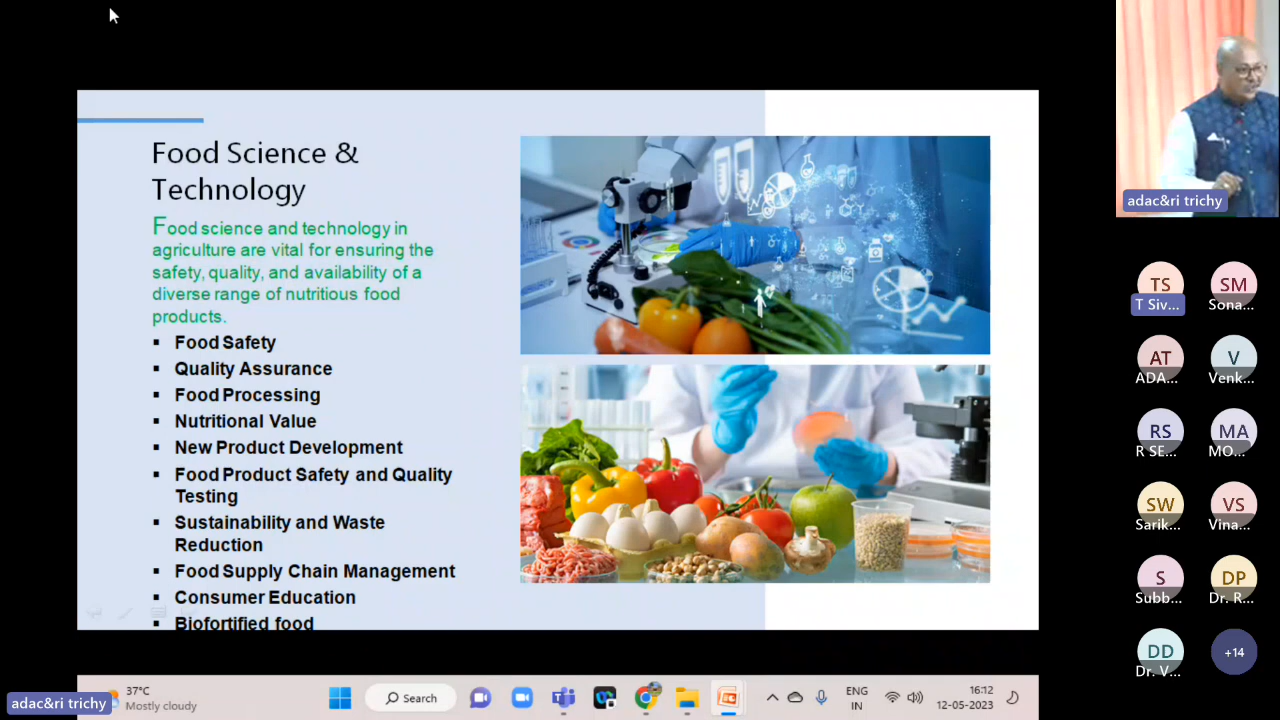 Food Science &
Technology
Food science and technology in
agriculture are vital for ensuring the
safety, quality, and availability of a
diverse range of nutritious food
products.
Food Safety
Quality Assurance
Food Processing
Nutritional Value
New Product Development
Food Product Safety and Quality
Testing
Sustainability and Waste
Reduction
Food Supply Chain Management
Consumer Education
Biofortified food
adac&ri trichy
TS
T Siv...
SM
Sona...
AT
ADA...
V
Venk...
RS
R SE...
MA
MO...
SW
Sarik...
VS
Vina...
S
Subb...
DP
Dr. R...
DD
Dr. V...
+14
adac&ri trichy
37°C
Mostly cloudy
Search
ENG
IN
16:12
12-05-2023